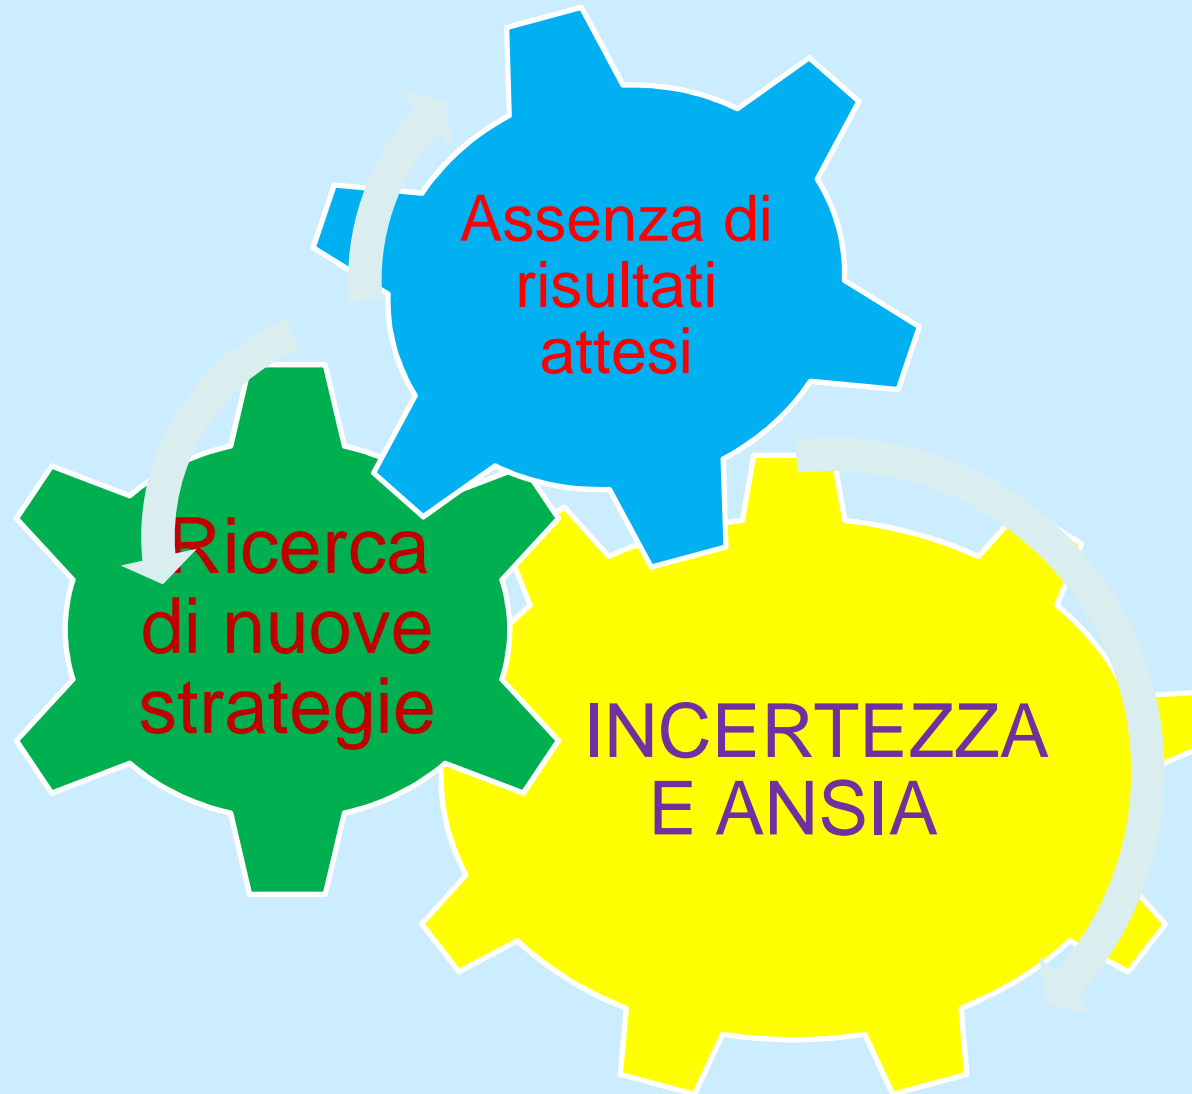 Assenza di
risultati
attesi
Ricerca
di nuove
strategie
INCERTEZZA
E ANSIA